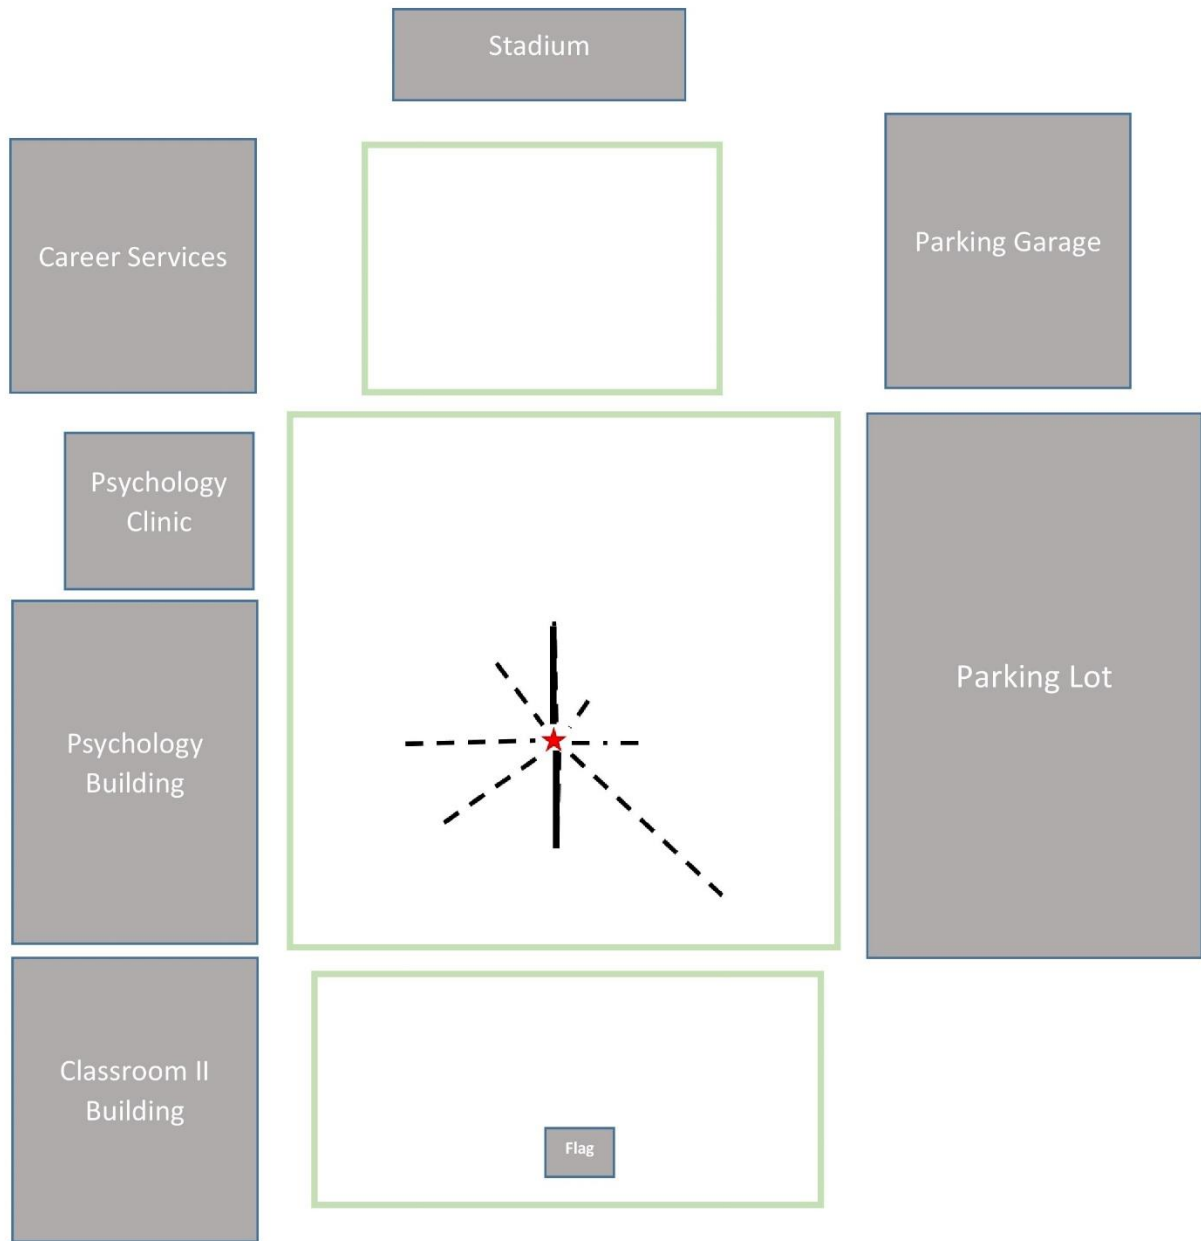 Stadium
Career Services
Parking Garage
Psychology
Clinic
Parking Lot
Psychology
Building
Classroom II
Building
Flag